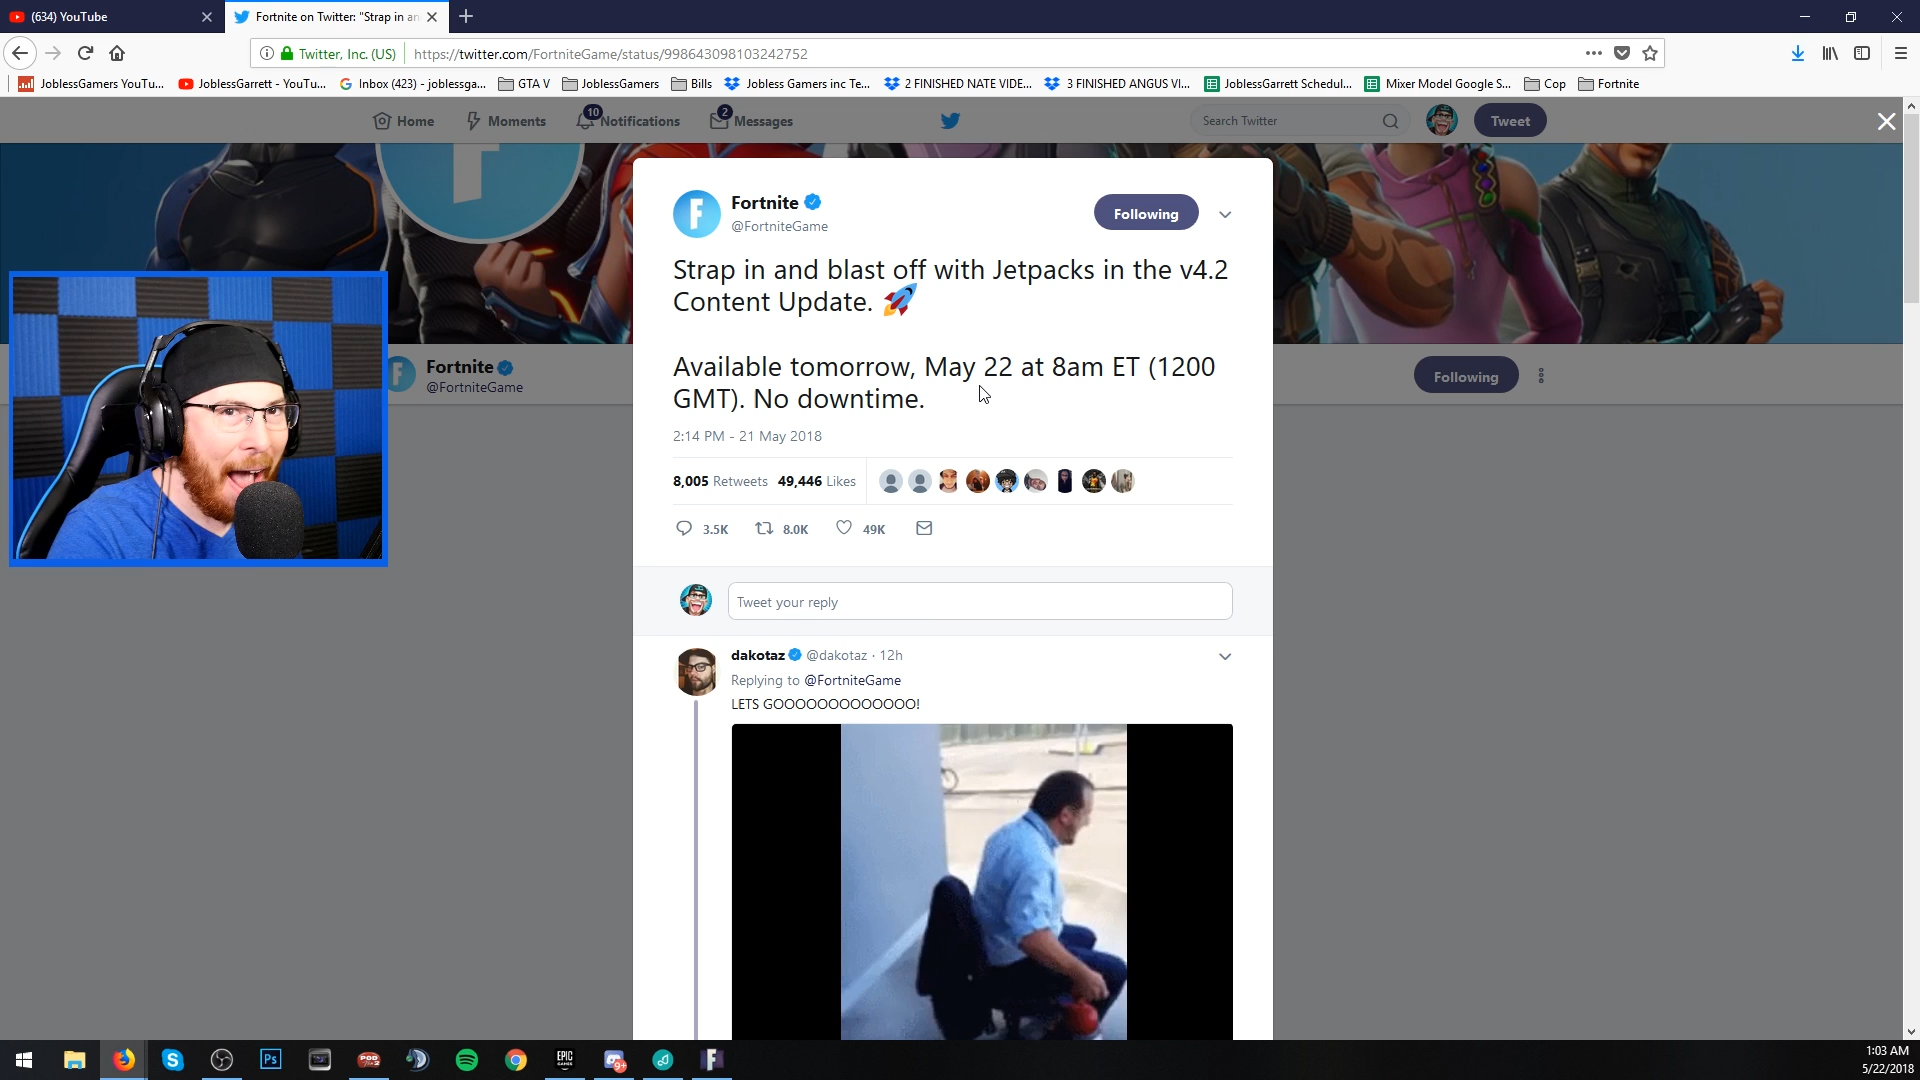 (634) YouTube
Fortnite on Twitter: "Strap in an
Twitter, Inc. (US)
https://twitter.com/FortniteGame/status/998643098103242752
JoblessGamers YouTu...
JoblessGarrett - YouTu...
Inbox (423) - joblessga...
GTA V
JoblessGamers
Bills
Jobless Gamers inc Te...
2 FINISHED NATE VIDE...
3 FINISHED ANGUS VI...
JoblessGarrett Schedul...
Mixer Model Google S...
Cop
Fortnite
Home
Moments
10
Notifications
2
Messages
Search Twitter
Tweet
Fortnite
@FortniteGame
Following
Strap in and blast off with Jetpacks in the v4.2
Content Update. 🚀
Available tomorrow, May 22 at 8am ET (1200
GMT). No downtime.
2:14 PM - 21 May 2018
8,005 Retweets 49,446 Likes
3.5K
8.0K
49K
Fortnite
@FortniteGame
Following
Tweet your reply
dakotaz @dakotaz · 12h
Replying to @FortniteGame
LETS GOOOOOOOOOOOOO!
Ps
EPIC
GAMES
9+
1:03 AM
5/22/2018